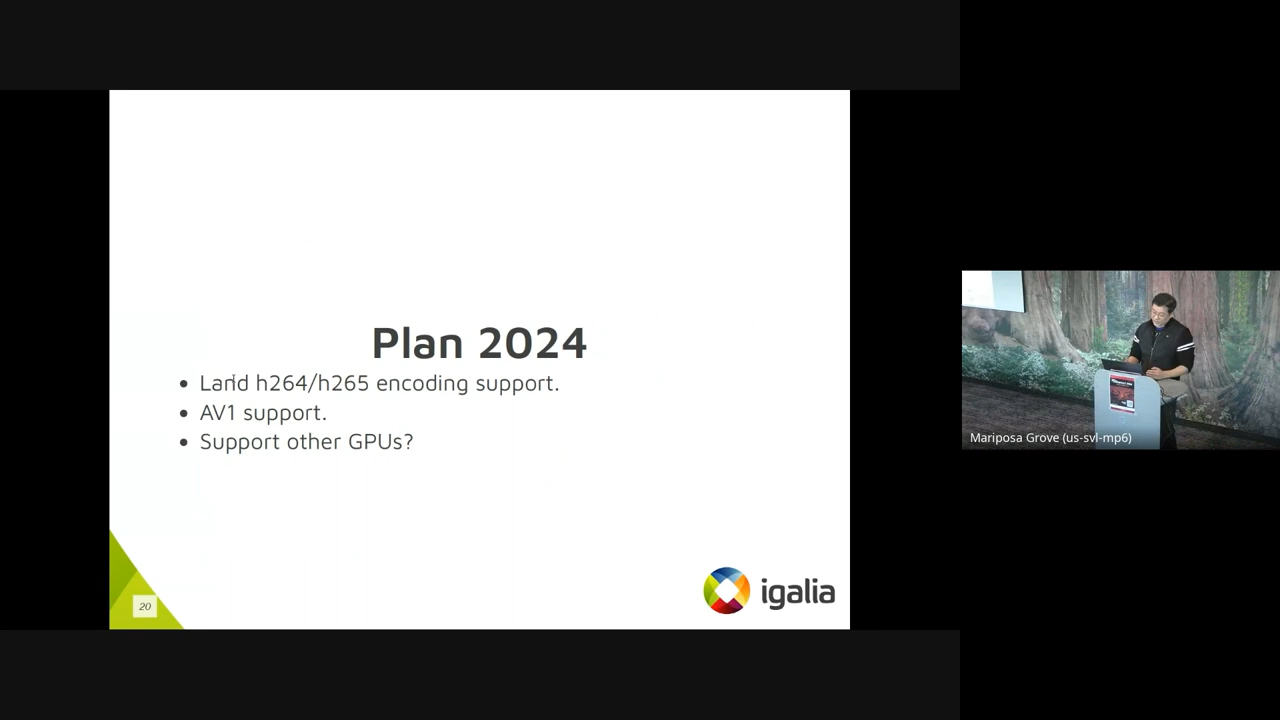 Plan 2024
Land h264/h265 encoding support.
AV1 support.
Support other GPUs?
20
igalia
Mariposa Grove (us-svl-mp6)